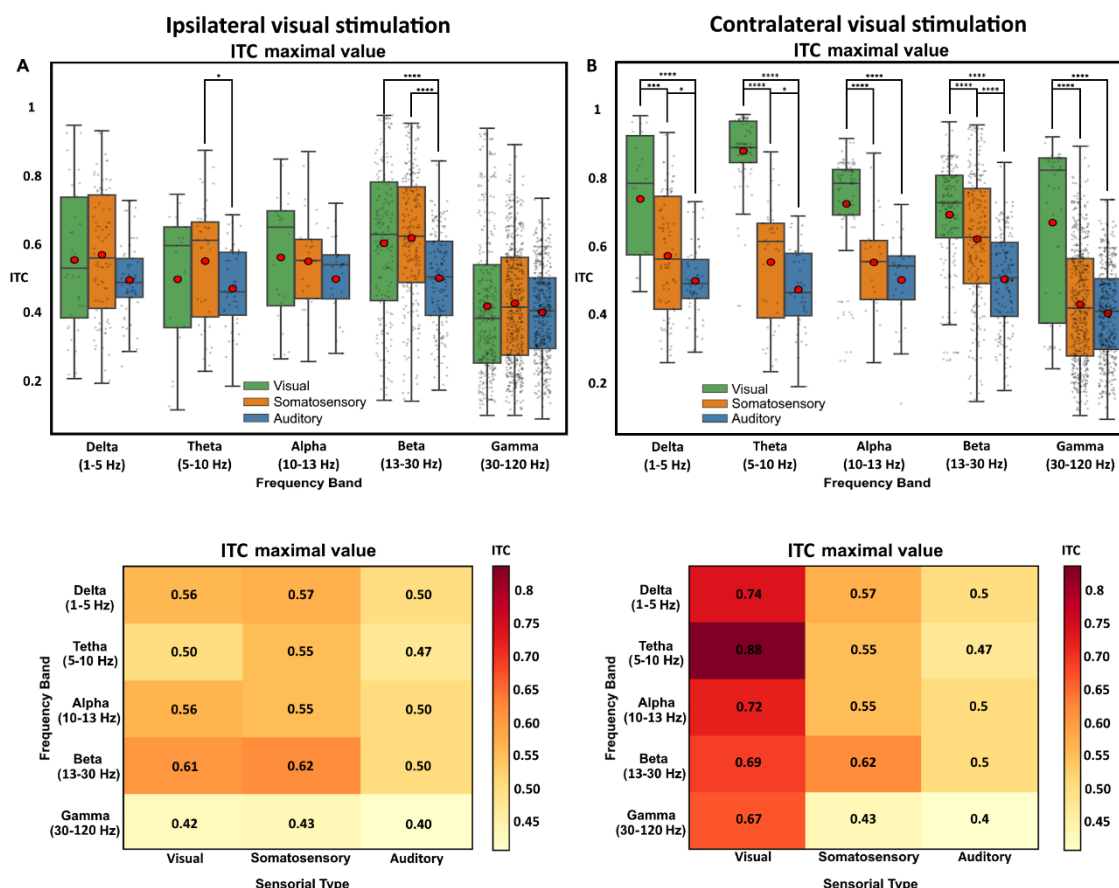 Ipsilateral visual stimulation
ITC maximal value
A
* **** ****
1
0.8
0.6
ITC
0.4
0.2
Visual
Somatosensory
Auditory
Delta Theta Alpha Beta Gamma
(1-5 Hz) (5-10 Hz) (10-13 Hz) (13-30 Hz) (30-120 Hz)
Frequency Band
Contralateral visual stimulation
ITC maximal value
B
**** **** **** **** ****
*** * **** * **** **** **** ****
1
0.8
0.6
ITC
0.4
0.2
Visual
Somatosensory
Auditory
Delta Theta Alpha Beta Gamma
(1-5 Hz) (5-10 Hz) (10-13 Hz) (13-30 Hz) (30-120 Hz)
Frequency Band
ITC maximal value
ITC
Frequency Band
Delta
(1-5 Hz)
0.56 0.57 0.50
Tetha
(5-10 Hz)
0.50 0.55 0.47
Alpha
(10-13 Hz)
0.56 0.55 0.50
Beta
(13-30 Hz)
0.61 0.62 0.50
Gamma
(30-120 Hz)
0.42 0.43 0.40
Visual Somatosensory Auditory
Sensorial Type
0.8
0.75
0.70
0.65
0.60
0.55
0.50
0.45
ITC maximal value
ITC
Frequency Band
Delta
(1-5 Hz)
0.74 0.57 0.5
Tetha
(5-10 Hz)
0.88 0.55 0.47
Alpha
(10-13 Hz)
0.72 0.55 0.5
Beta
(13-30 Hz)
0.69 0.62 0.5
Gamma
(30-120 Hz)
0.67 0.43 0.4
Visual Somatosensory Auditory
Sensorial Type
0.8
0.75
0.70
0.65
0.60
0.55
0.50
0.45